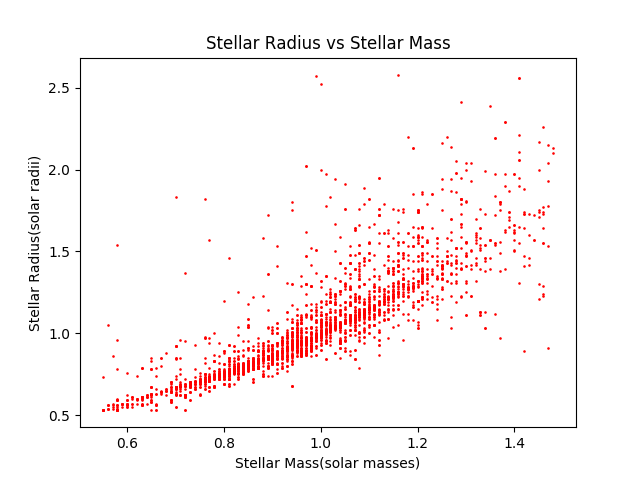 Stellar Radius vs Stellar Mass
2.5
2.0
1.5
1.0
0.5
Stellar Radius(solar radii)
0.6 0.8 1.0 1.2 1.4
Stellar Mass(solar masses)